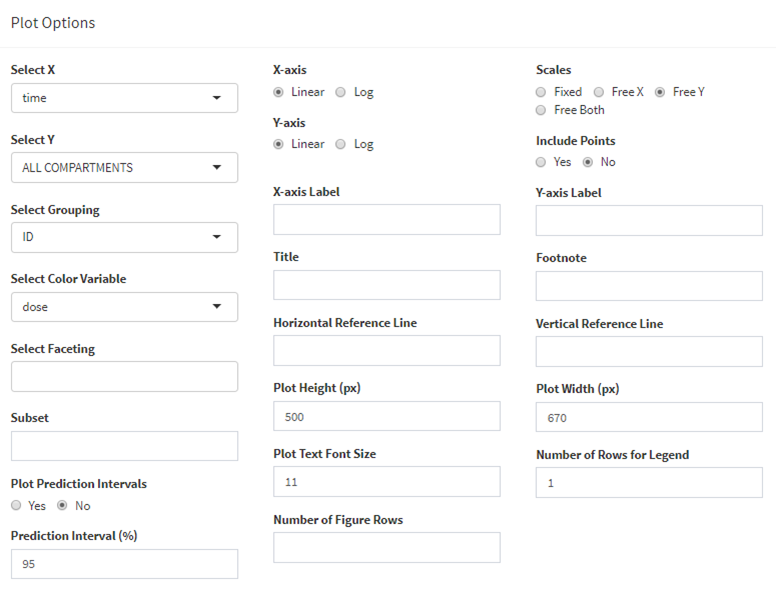 Plot Options
Select X
time
Select Y
ALL COMPARTMENTS
Select Grouping
ID
Select Color Variable
dose
Select Faceting
Subset
Plot Prediction Intervals
Yes No
Prediction Interval (%)
95
X-axis
Linear Log
Y-axis
Linear Log
X-axis Label
Title
Horizontal Reference Line
Plot Height (px)
500
Plot Text Font Size
11
Number of Figure Rows
Scales
Fixed Free X Free Y
Free Both
Include Points
Yes No
Y-axis Label
Footnote
Vertical Reference Line
Plot Width (px)
670
Number of Rows for Legend
1